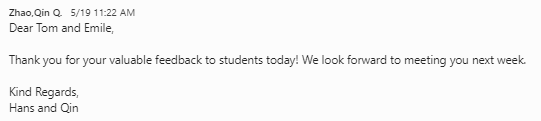 Zhao,Qin Q. 5/19 11:22 AM
Dear Tom and Emile,
Thank you for your valuable feedback to students today! We look forward to meeting you next week.
Kind Regards,
Hans and Qin